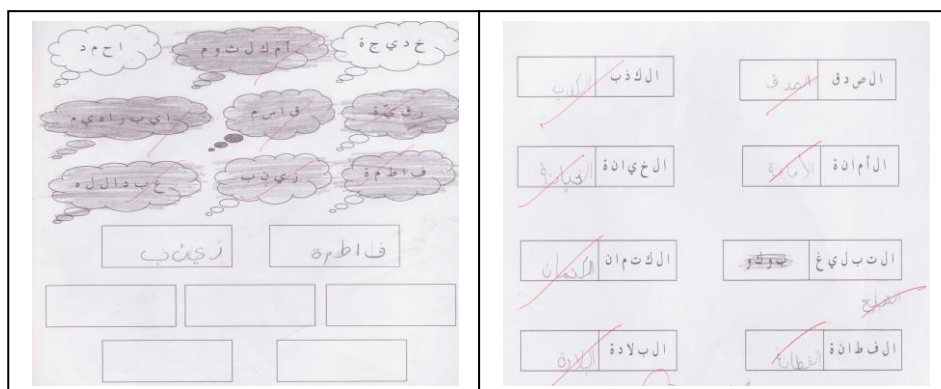 خ د ي ج ة أ م ك ل ث و م ا ح م د
ر ق ي ّ ة ق ا س م ا ي ب ر ا ه ي م
ف ا ط م ة ز ي ن ب ع ب د ا ل ل ه
ف ا ط م ة ز ي ن ب
ا ل ص د ق الصدق
ا ل ك ذ ب الكذب
ا ل أ م ا ن ة الأمانة
ا ل خ ي ا ن ة الخيانة
ا ل ت ب ل ي غ
ا ل ك ت م ا ن الكتمان
ا ل ف ط ا ن ة الفطانة
ا ل ب ل ا د ة البلادة